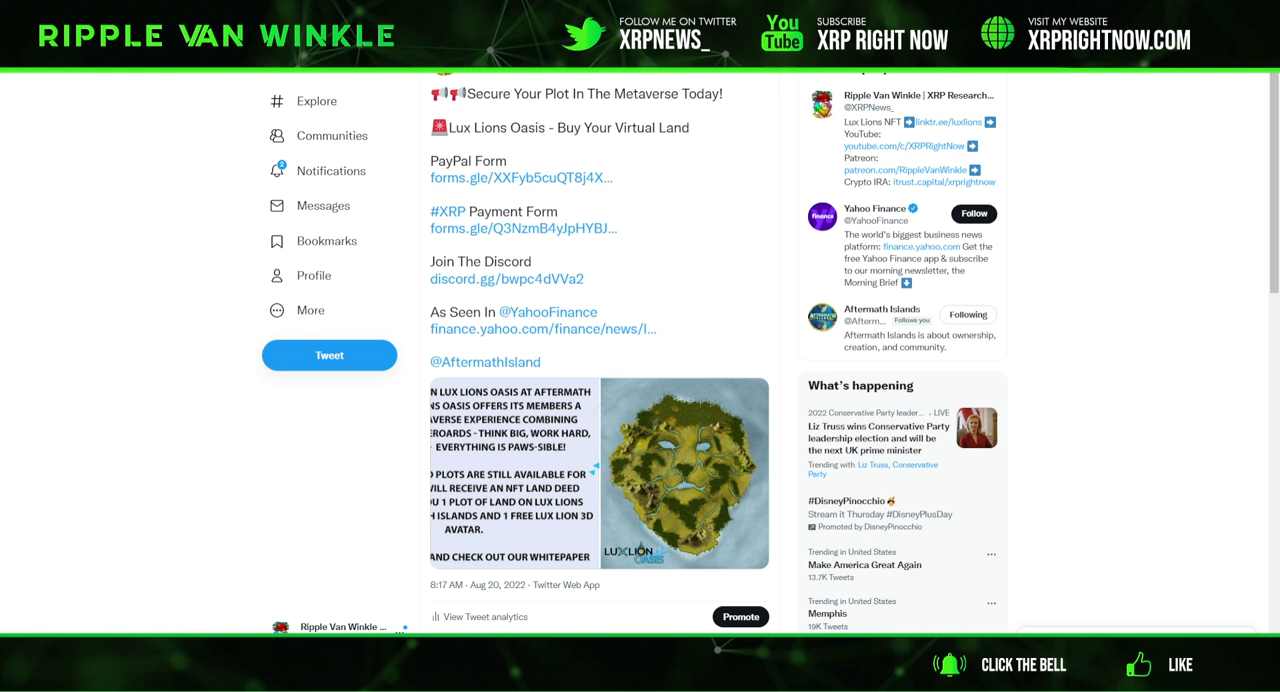 RIPPLE VAN WINKLE
FOLLOW ME ON TWITTER
XRPNEWS_
SUBSCRIBE
You
Tube
XRP RIGHT NOW
VISIT MY WEBSITE
XRPRIGHTNOW.COM
Explore
Communities
2
Notifications
Messages
Bookmarks
Profile
More
Tweet
Ripple Van Winkle ...
Secure Your Plot In The Metaverse Today!
Lux Lions Oasis - Buy Your Virtual Land
PayPal Form
forms.gle/XXFyb5cuQT8j4X...
#XRP Payment Form
forms.gle/Q3NzmB4yJpHYBJ...
Join The Discord
discord.gg/bwpc4dVVa2
As Seen In @YahooFinance
finance.yahoo.com/finance/news/l...
@AftermathIsland
N LUX LIONS OASIS AT AFTERMATH
NS OASIS OFFERS ITS MEMBERS A
AVERSE EXPERIENCE COMBINING
EROARDS - THINK BIG, WORK HARD,
EVERYTHING IS PAWS-SIBLE!
D PLOTS ARE STILL AVAILABLE FOR
ILL RECEIVE AN NFT LAND DEED
U 1 PLOT OF LAND ON LUX LIONS
H ISLANDS AND 1 FREE LUX LION 3D
AVATAR.
AND CHECK OUT OUR WHITEPAPER
LUX LION
OASIS
8:17 AM · Aug 20, 2022 · Twitter Web App
View Tweet analytics
Promote
Ripple Van Winkle | XRP Research...
@XRPNews_
Lux Lions NFT ➡linktr.ee/luxlions ➡
YouTube:
youtube.com/c/XRPRightNow ➡
Patreon:
patreon.com/RippleVanWinkle ➡
Crypto IRA: itrust.capital/xrprightnow
finance
Yahoo Finance
@YahooFinance
Follow
The world's biggest business news
platform: finance.yahoo.com Get the
free Yahoo Finance app & subscribe
to our morning newsletter, the
Morning Brief ⬇
Aftermath Islands
@Afterm... Follows you
Following
Aftermath Islands is about ownership,
creation, and community.
What's happening
2022 Conservative Party leader... · LIVE
Liz Truss wins Conservative Party
leadership election and will be
the next UK prime minister
Trending with Liz Truss, Conservative
Party
#DisneyPinocchio
Stream it Thursday #DisneyPlusDay
Promoted by DisneyPinocchio
Trending in United States
Make America Great Again
13.7K Tweets
Trending in United States
Memphis
19K Tweets
CLICK THE BELL
LIKE